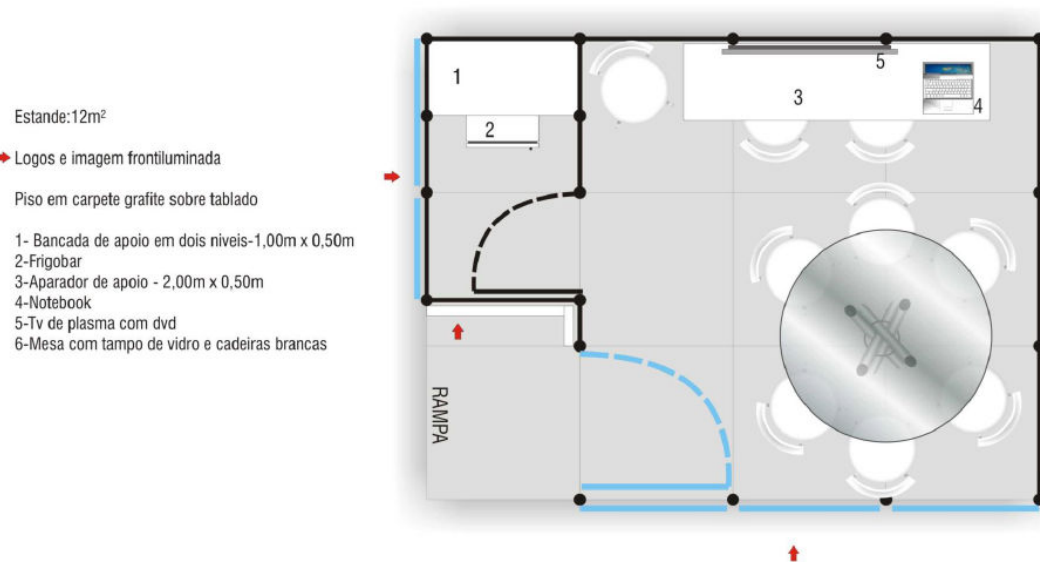 Estande:12m²
Logos e imagem frontiluminada
Piso em carpete grafite sobre tablado
1- Bancada de apoio em dois niveis-1,00m x 0,50m
2-Frigobar
3-Aparador de apoio - 2,00m x 0,50m
4-Notebook
5-Tv de plasma com dvd
6-Mesa com tampo de vidro e cadeiras brancas
1
2
3
4
5
RAMPA